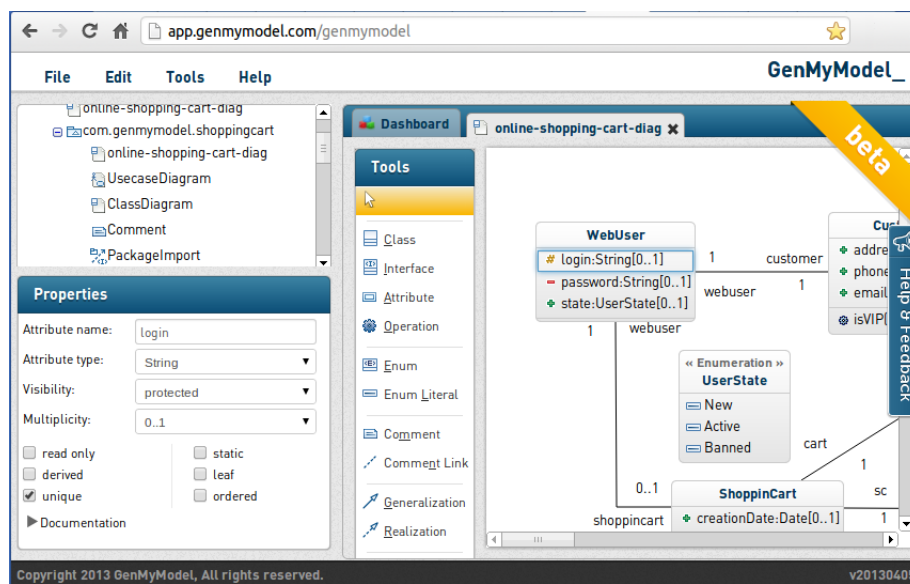 app.genmymodel.com/genmymodel
File Edit Tools Help
GenMyModel_
beta
online-shopping-cart-diag
com.genmymodel.shoppingcart
online-shopping-cart-diag
UsecaseDiagram
ClassDiagram
Comment
PackageImport
Properties
Attribute name: login
Attribute type: String
Visibility: protected
Multiplicity: 0..1
read only static
derived leaf
unique ordered
Documentation
Dashboard online-shopping-cart-diag
Tools
Class
Interface
Attribute
Operation
Enum
Enum Literal
Comment
Comment Link
Generalization
Realization
WebUser
login:String[0..1]
password:String[0..1]
state:UserState[0..1]
1 customer
webuser 1
1 webuser
phone
email
isVIP(
« Enumeration »
UserState
New
Active
Banned
cart
1
0..1
shoppincart
ShoppinCart
creationDate:Date[0..1]
sc
1
Help & Feedback
Copyright 2013 GenMyModel, All rights reserved.